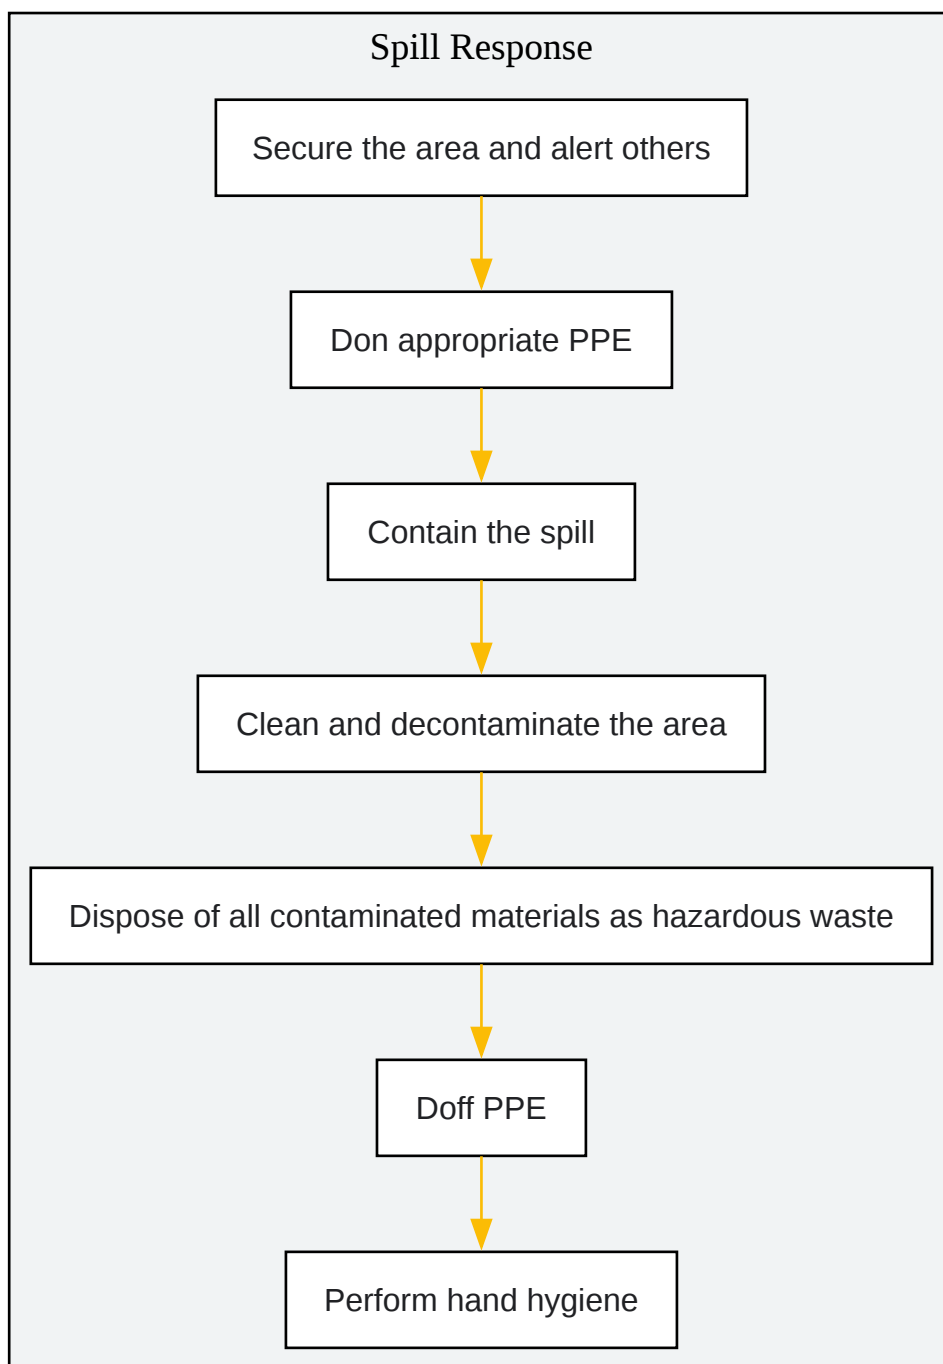 Spill Response
Secure the area and alert others
Don appropriate PPE
Contain the spill
Clean and decontaminate the area
Dispose of all contaminated materials as hazardous waste
Doff PPE
Perform hand hygiene